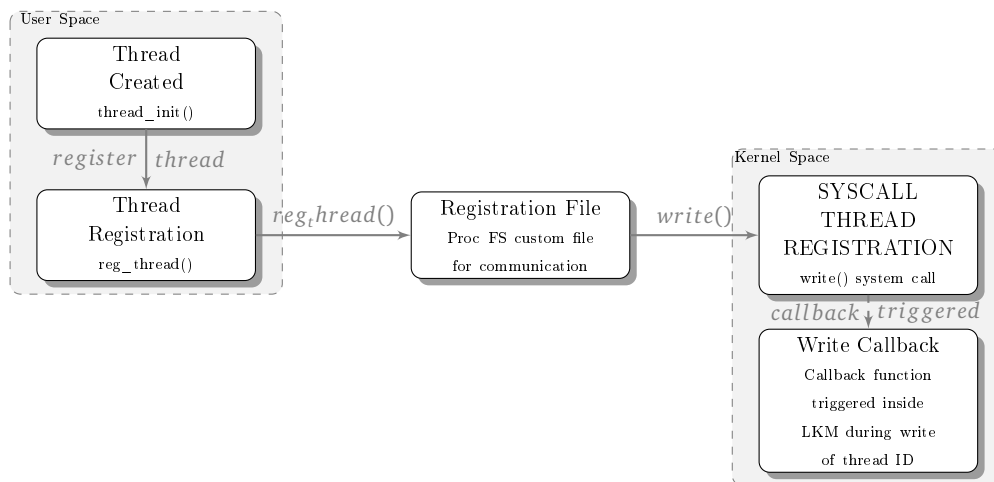 User Space
Thread
Created
thread_init()
register thread
Thread
Registration
reg_thread()
reg_thread()
Registration File
Proc FS custom file
for communication
write()
Kernel Space
SYSCALL
THREAD
REGISTRATION
write() system call
callback triggered
Write Callback
Callback function
triggered inside
LKM during write
of thread ID